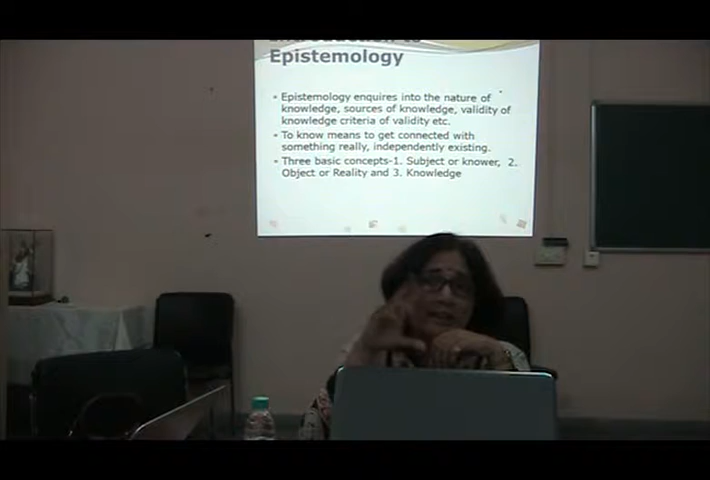 Introduction to
Epistemology
Epistemology enquires into the nature of
knowledge, sources of knowledge, validity of
knowledge criteria of validity etc.
To know means to get connected with
something really, independently existing.
Three basic concepts-1. Subject or knower, 2.
Object or Reality and 3. Knowledge